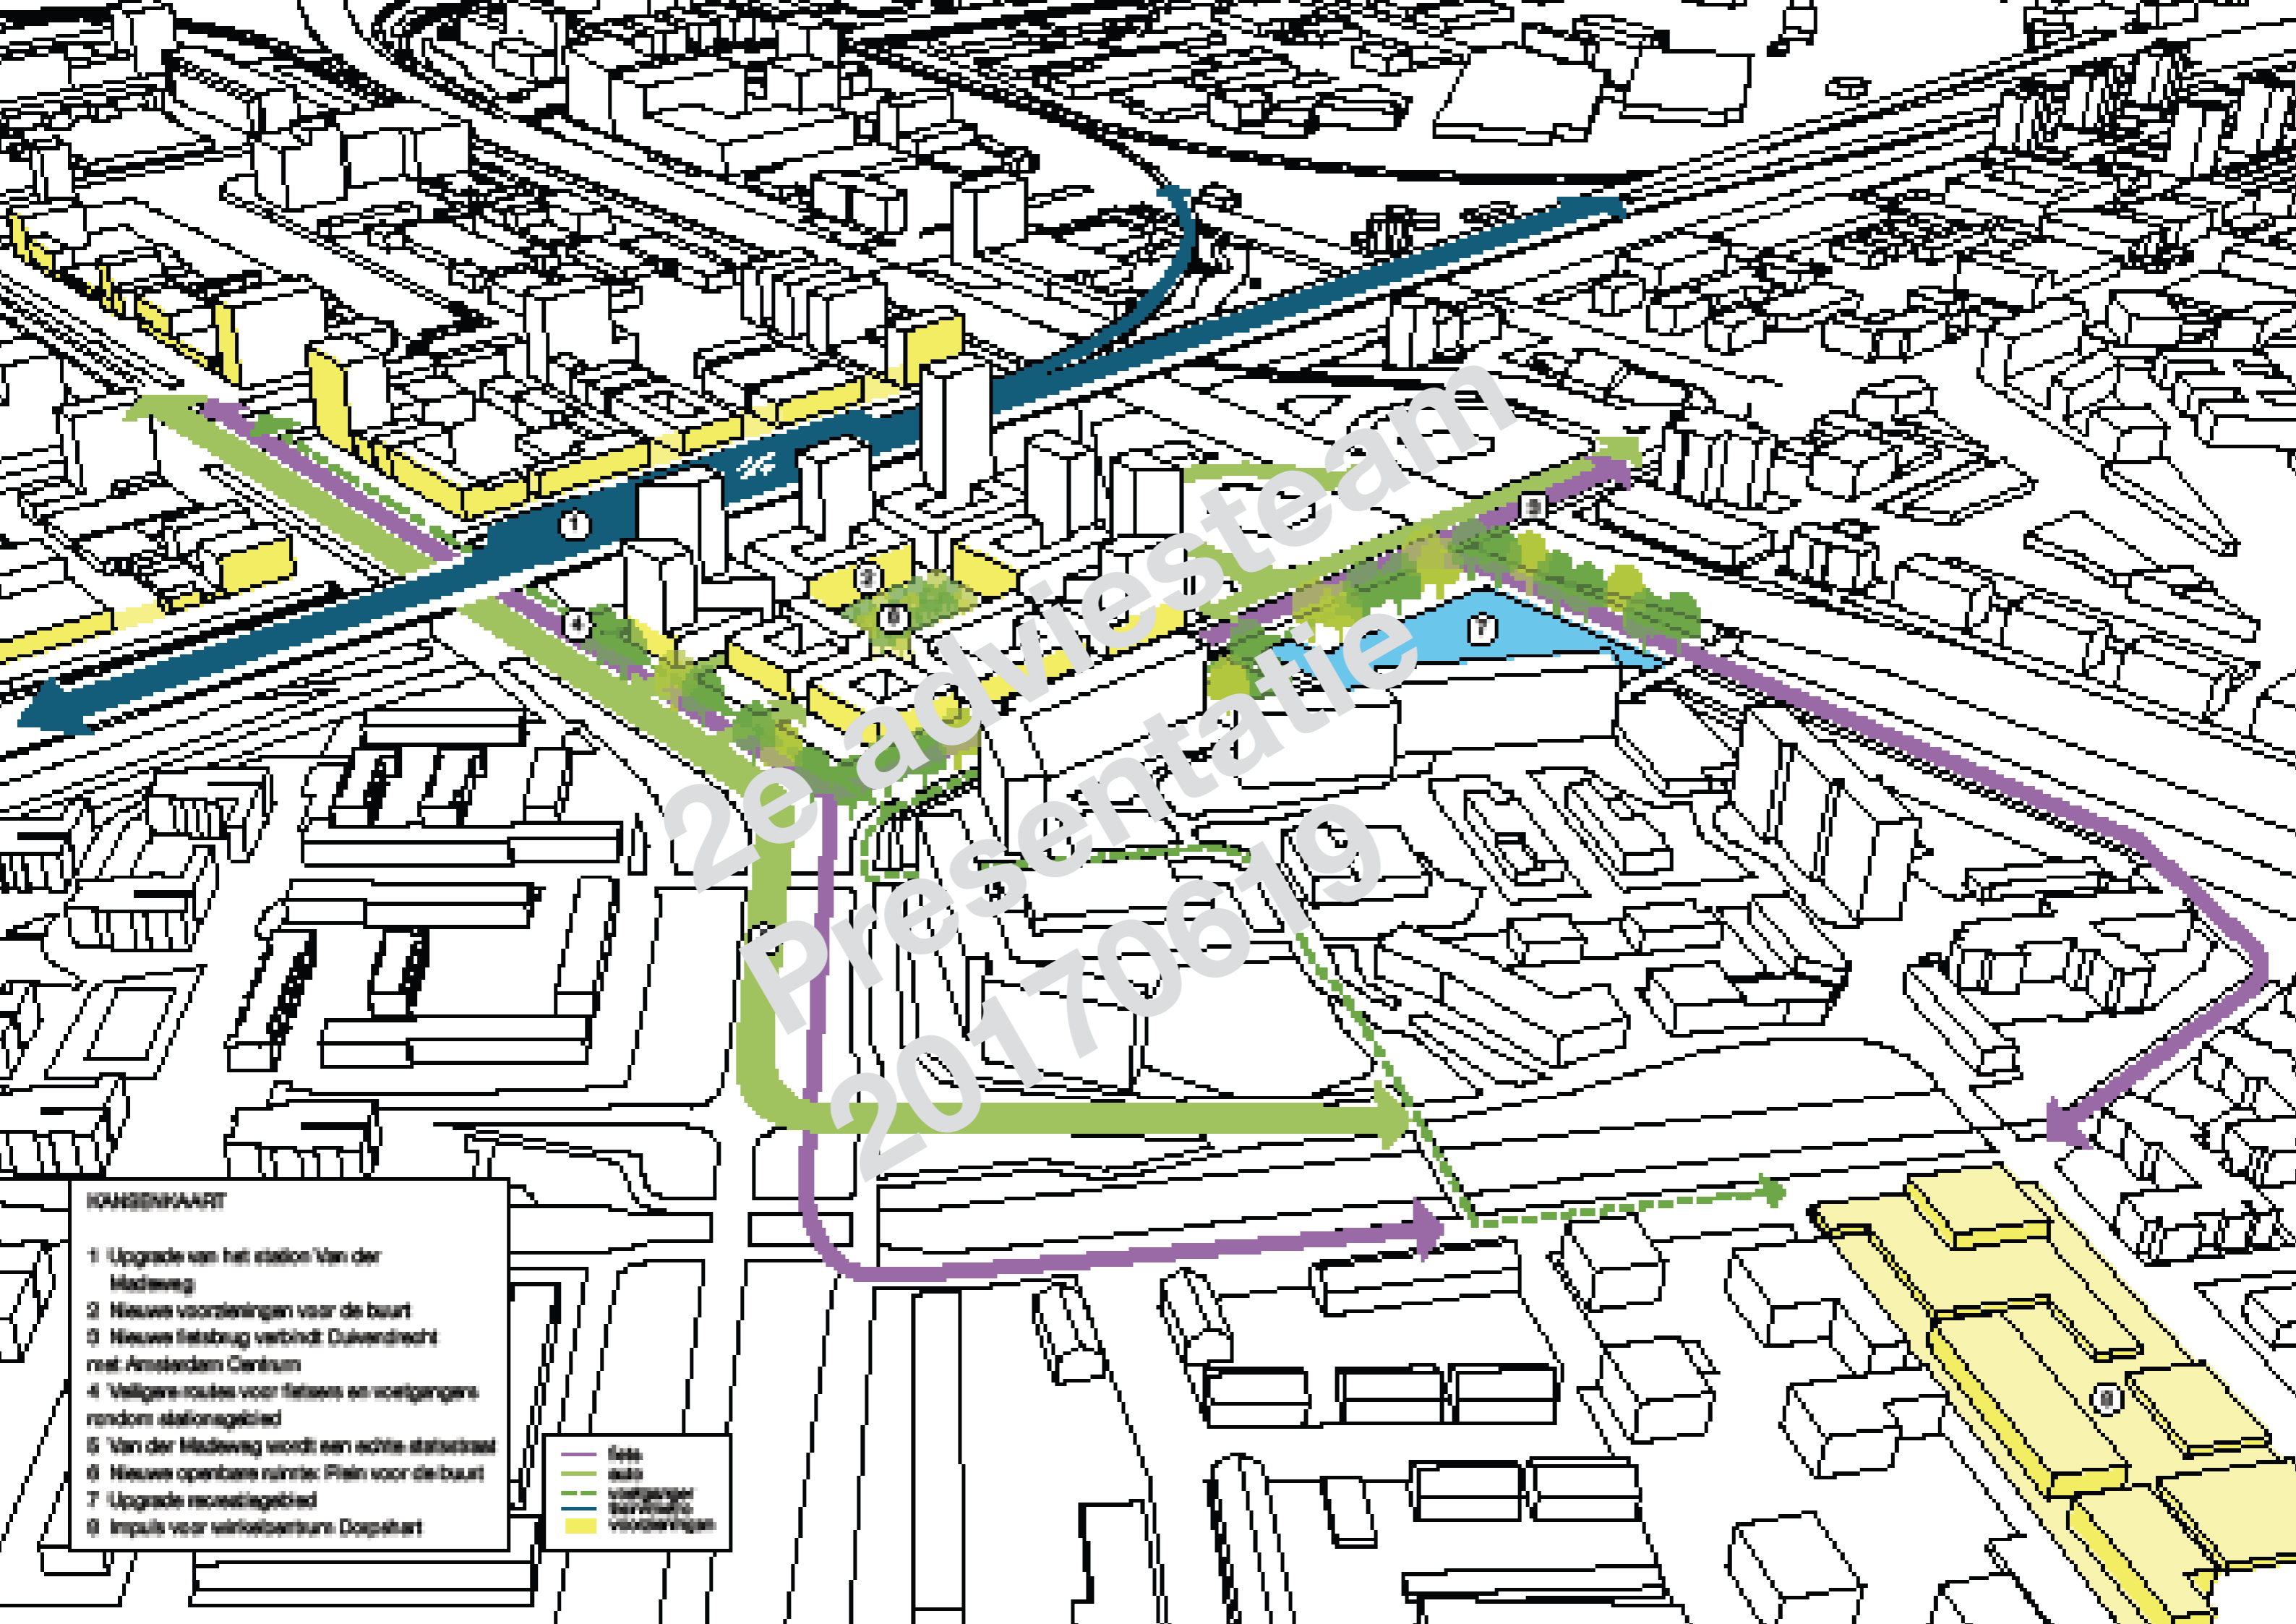 2e adviesteam
Presentatie
20170619
KANSENKAART
1 Upgrade van het station Van der
Madeweg
2 Nieuwe voorzieningen voor de buurt
3 Nieuwe fietsbrug verbindt Duivendrecht
met Amsterdam Centrum
4 Veiligere routes voor fietsers en voetgangers
rondom stationsgebied
5 Van der Madeweg wordt een echte stadsstraat
6 Nieuwe openbare ruimte: Plein voor de buurt
7 Upgrade recreatiegebied
8 Impuls voor winkelcentrum Dorpshart
fiets
auto
voetganger
voorzieningen
1
4
7